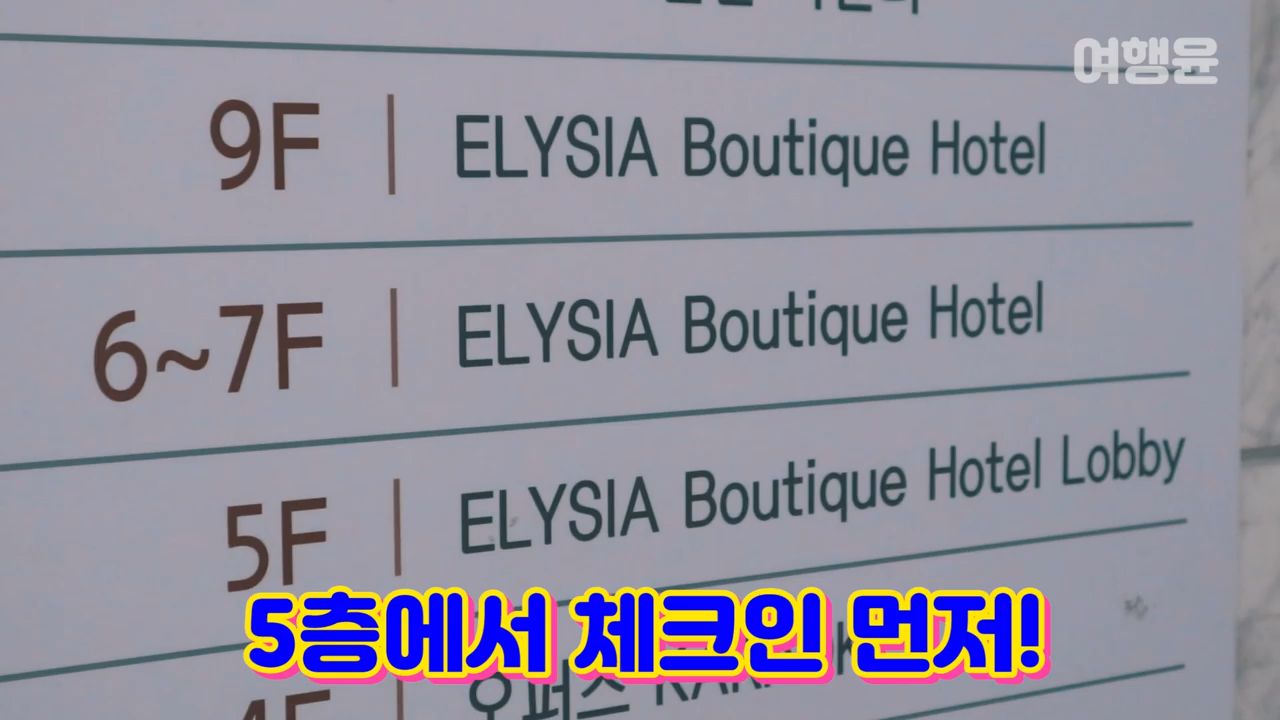 여행윤
9F | ELYSIA Boutique Hotel
6~7F | ELYSIA Boutique Hotel
5F | ELYSIA Boutique Hotel Lobby
5층에서 체크인 먼저!
4F